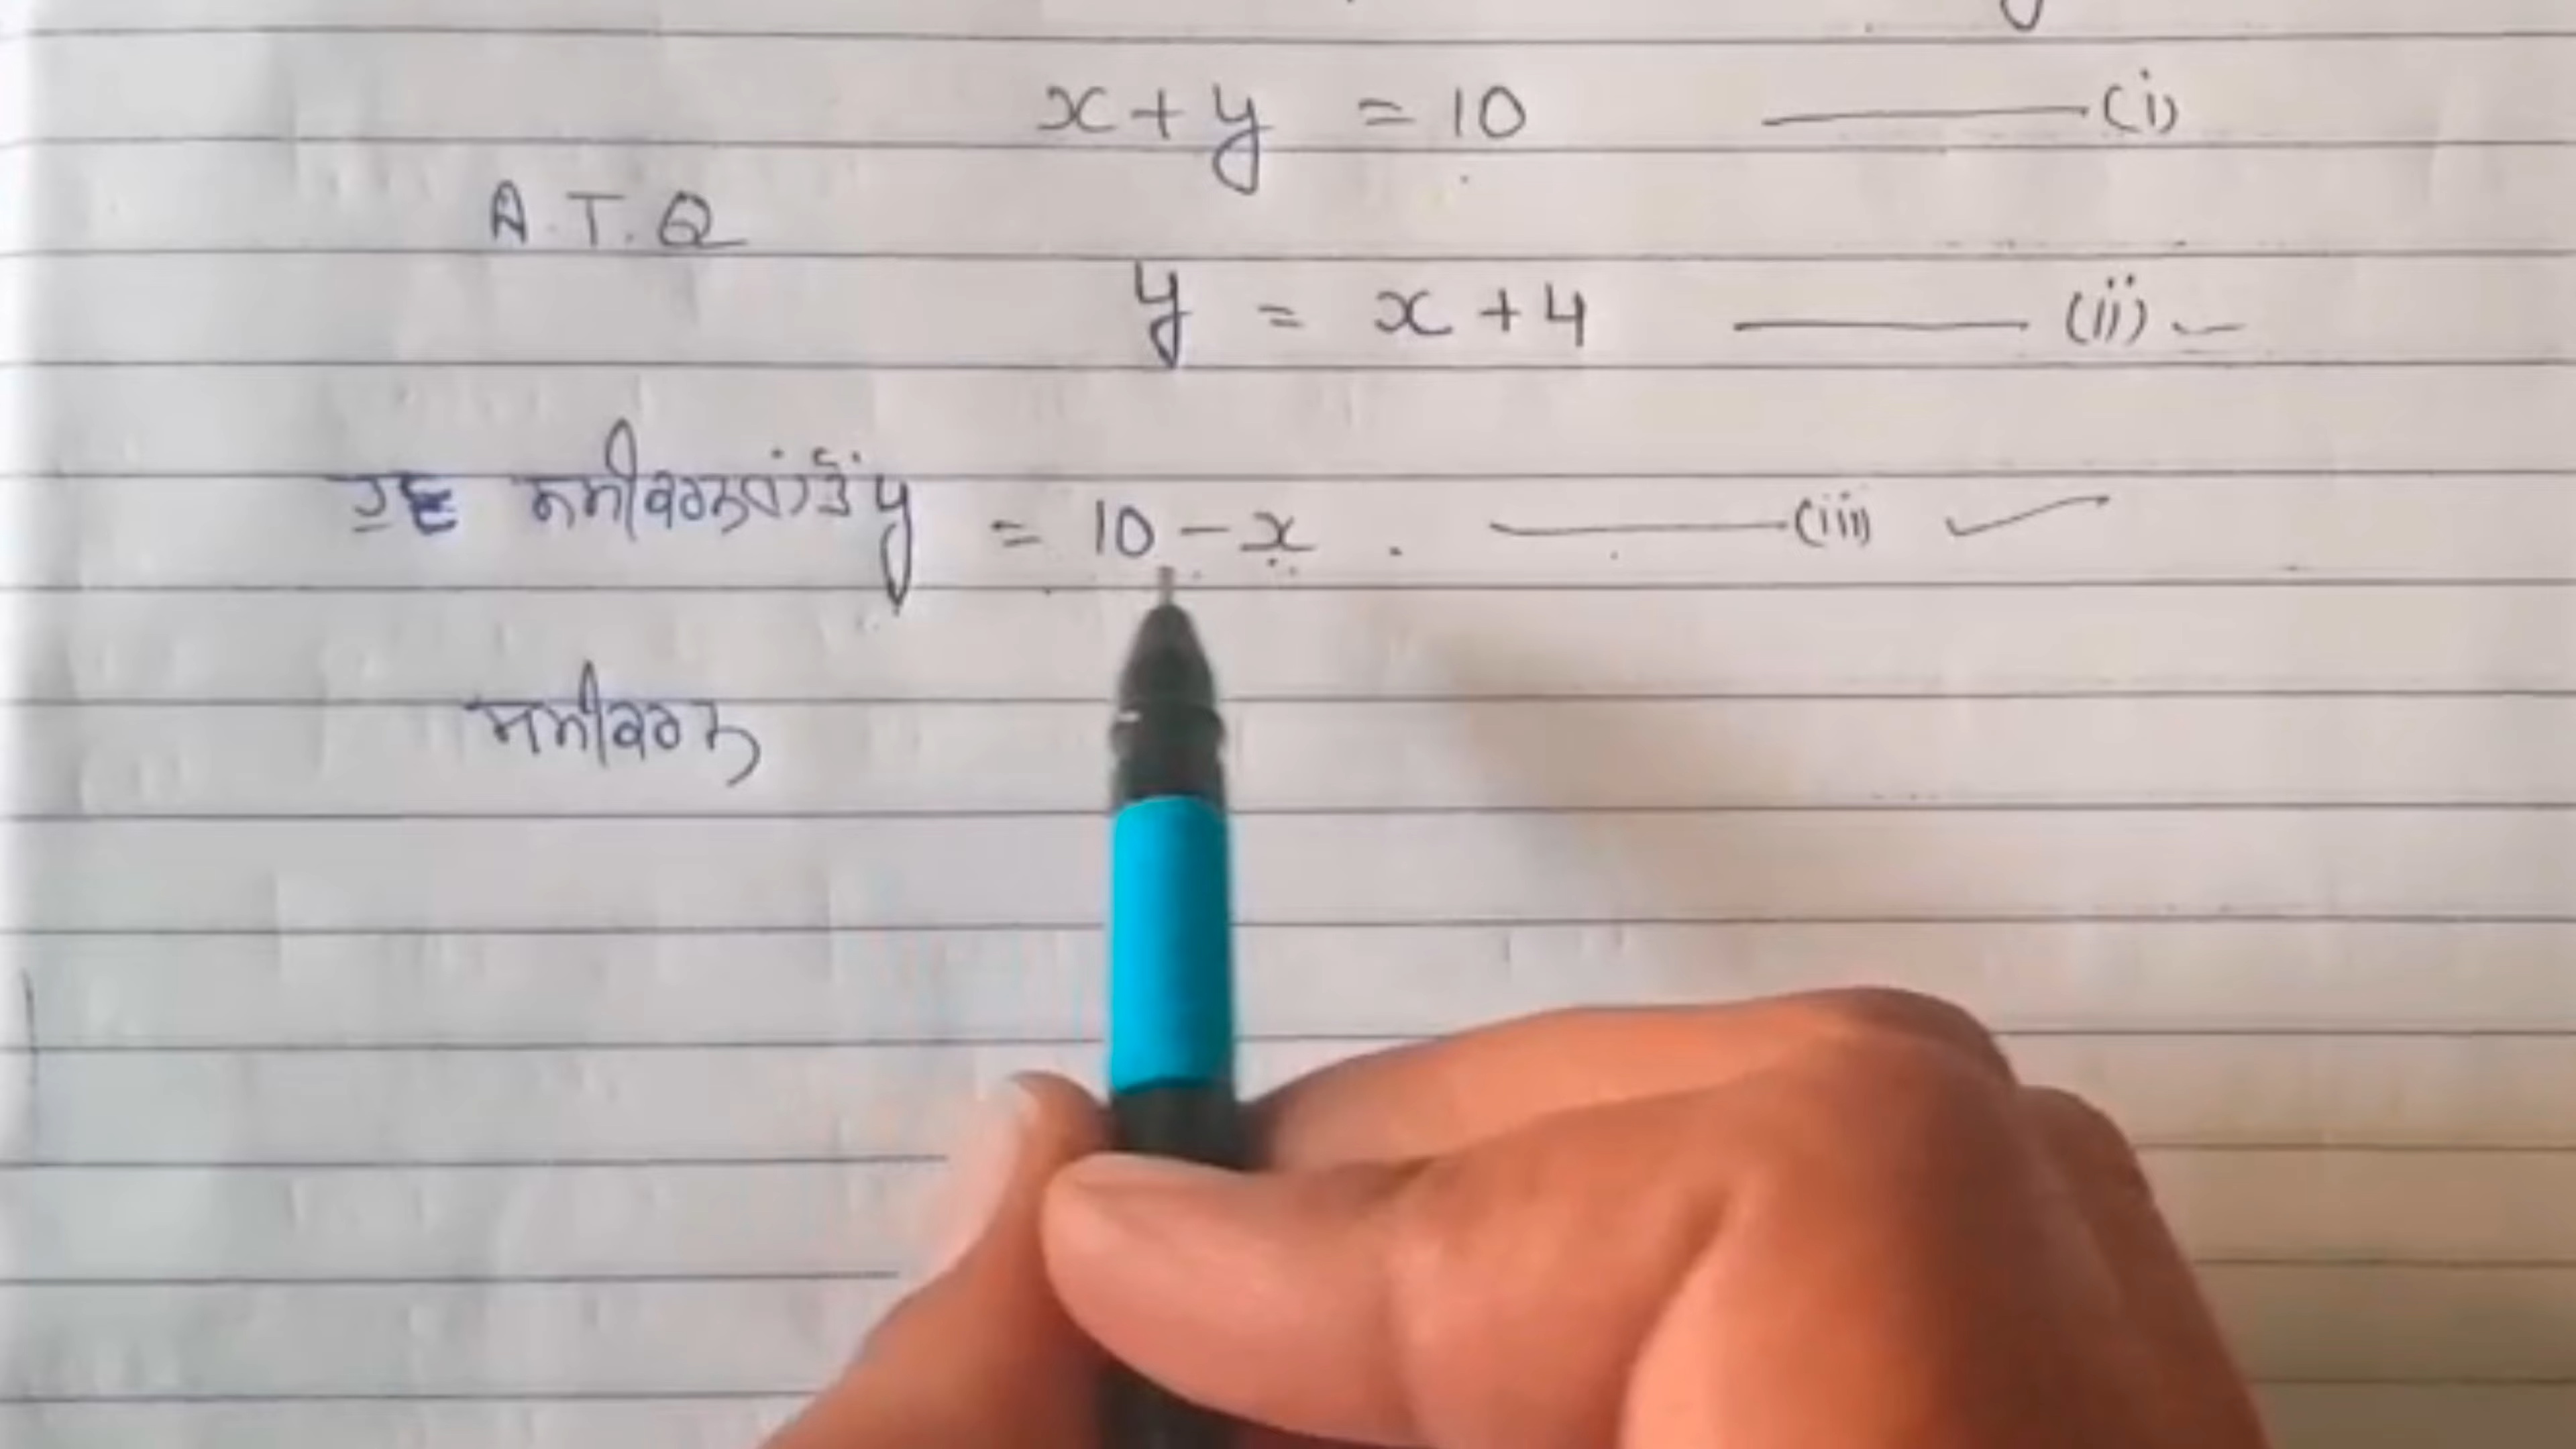 x + y = 10 ——— (i)
A.T.Q
y = x + 4 ——— (ii)
ਹੁਣ ਸਮੀਕਰਨ (i) ਤੋਂ y = 10 - x . ——— (iii)
ਸਮੀਕਰਨ